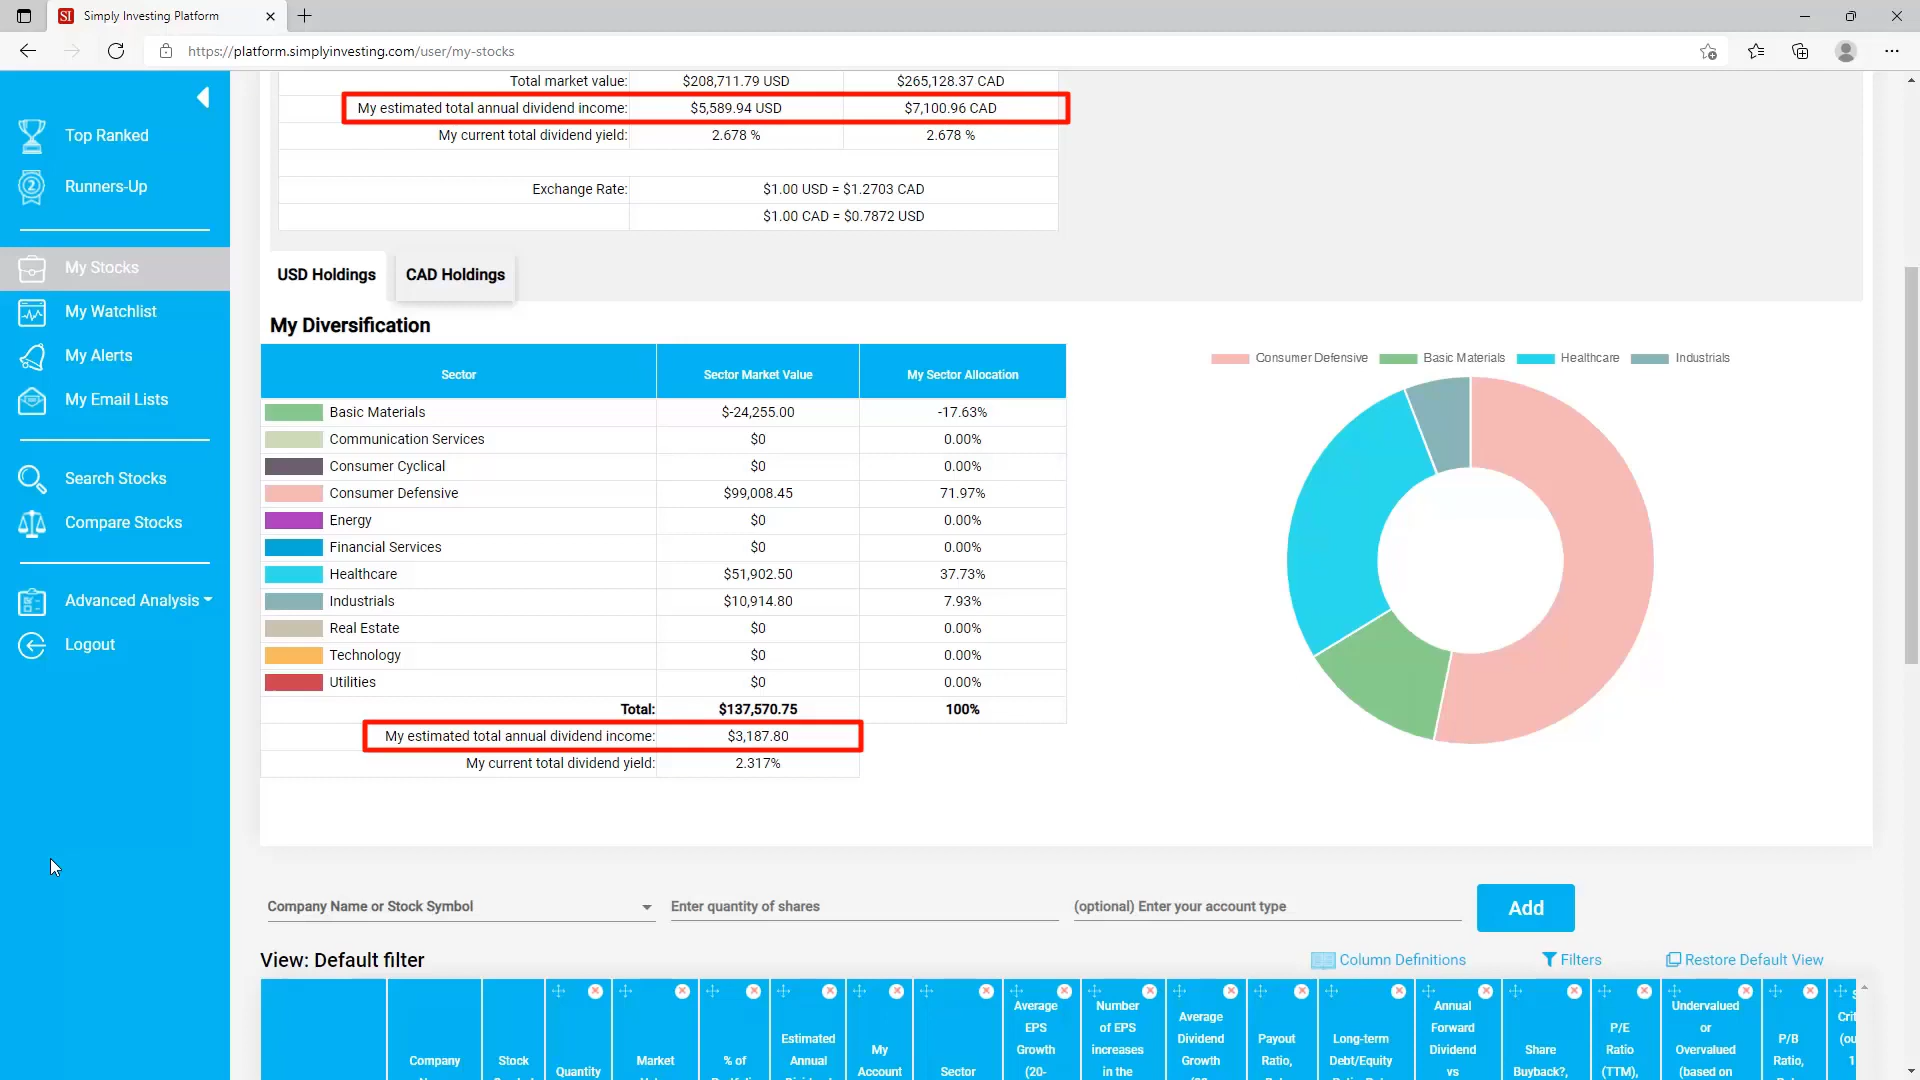 Simply Investing Platform
https://platform.simplyinvesting.com/user/my-stocks
Top Ranked
Runners-Up
My Stocks
My Watchlist
My Alerts
My Email Lists
Search Stocks
Compare Stocks
Advanced Analysis
Logout
Total market value: $208,711.79 USD $265,128.37 CAD
My estimated total annual dividend income: $5,589.94 USD $7,100.96 CAD
My current total dividend yield: 2.678 % 2.678 %
Exchange Rate: $1.00 USD = $1.2703 CAD
$1.00 CAD = $0.7872 USD
USD Holdings CAD Holdings
My Diversification
Sector Sector Market Value My Sector Allocation
Basic Materials $-24,255.00 -17.63%
Communication Services $0 0.00%
Consumer Cyclical $0 0.00%
Consumer Defensive $99,008.45 71.97%
Energy $0 0.00%
Financial Services $0 0.00%
Healthcare $51,902.50 37.73%
Industrials $10,914.80 7.93%
Real Estate $0 0.00%
Technology $0 0.00%
Utilities $0 0.00%
Total: $137,570.75 100%
My estimated total annual dividend income: $3,187.80
My current total dividend yield: 2.317%
Consumer Defensive Basic Materials Healthcare Industrials
Company Name or Stock Symbol Enter quantity of shares (optional) Enter your account type Add
View: Default filter Column Definitions Filters Restore Default View
Company
Stock
Quantity
Market
% of
Estimated
Annual
My
Account
Sector
Average
EPS
Growth
(20-
Number
of EPS
increases
in the
Average
Dividend
Growth
Payout
Ratio,
Long-term
Debt/Equity
Annual
Forward
Dividend
vs
Share
Buyback?,
P/E
Ratio
(TTM),
Undervalued
or
Overvalued
(based on
P/B
Ratio,
Crit
(ou